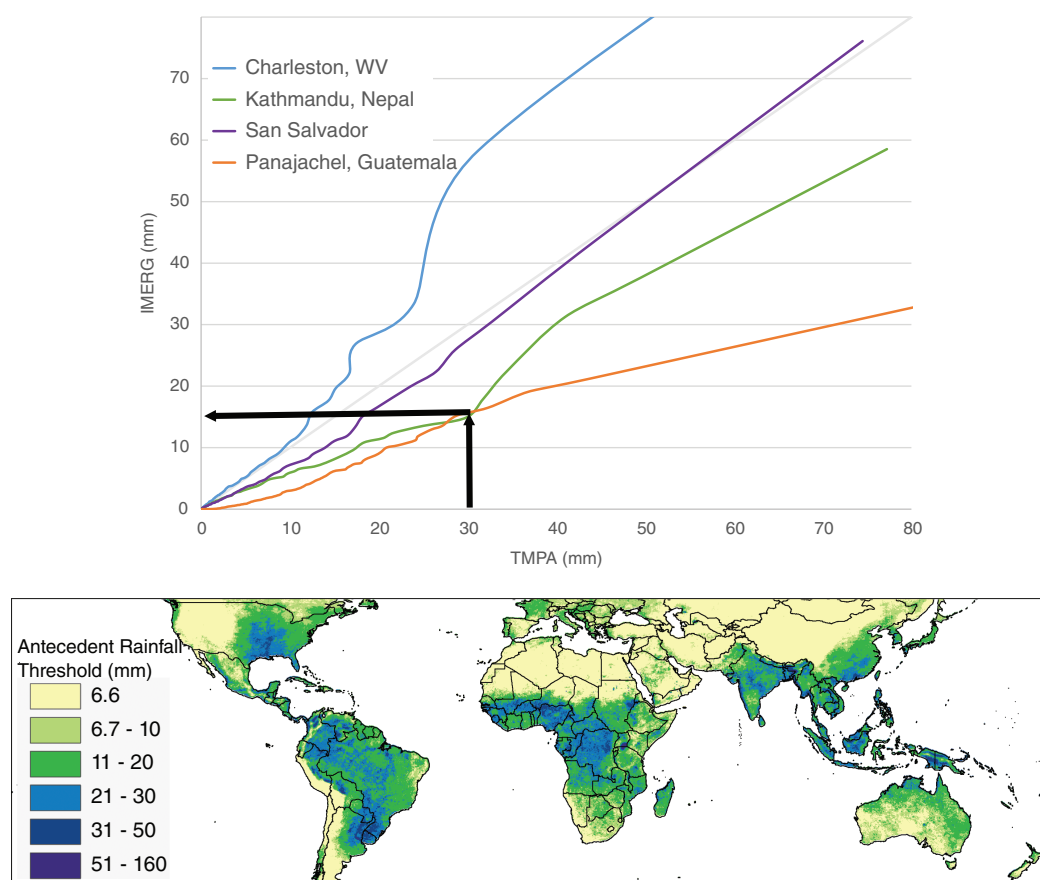 70
60
50
40
30
20
10
0
IMERG (mm)
Charleston, WV
Kathmandu, Nepal
San Salvador
Panajachel, Guatemala
0 10 20 30 40 50 60 70 80
TMPA (mm)
Antecedent Rainfall
Threshold (mm)
6.6
6.7 - 10
11 - 20
21 - 30
31 - 50
51 - 160